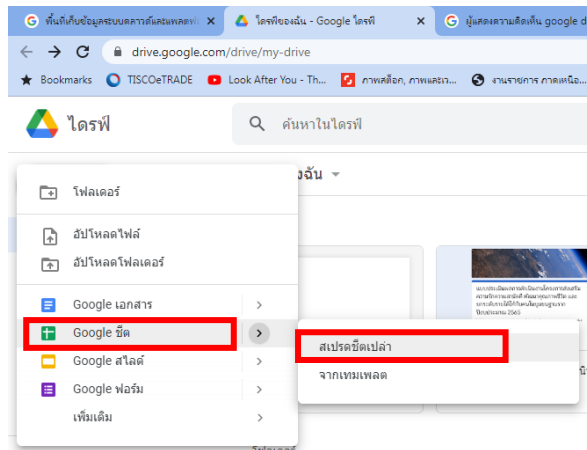 พื้นที่เก็บข้อมูลระบบคลาวด์และแพลตฟ
ไดรฟ์ของฉัน - Google ไดรฟ์
ผู้แสดงความคิดเห็น google d
drive.google.com/drive/my-drive
Bookmarks
TISCOeTRADE
Look After You - Th...
ภาพสต็อก, ภาพและเว...
งานรายการ ภาคเหนือ...
ไดรฟ์
ค้นหาในไดรฟ์
งฉัน
โฟลเดอร์
อัปโหลดไฟล์
อัปโหลดโฟลเดอร์
Google เอกสาร
Google ชีต
Google สไลด์
Google ฟอร์ม
เพิ่มเติม
สเปรดชีตเปล่า
จากเทมเพลต
โฟลเดอร์